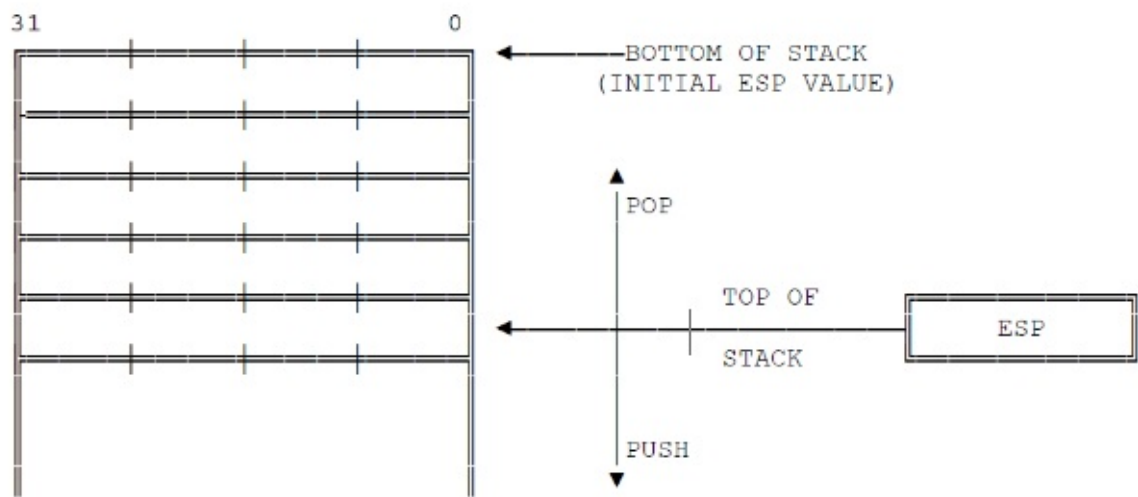 31 0
BOTTOM OF STACK
(INITIAL ESP VALUE)
POP
TOP OF
ESP
STACK
PUSH